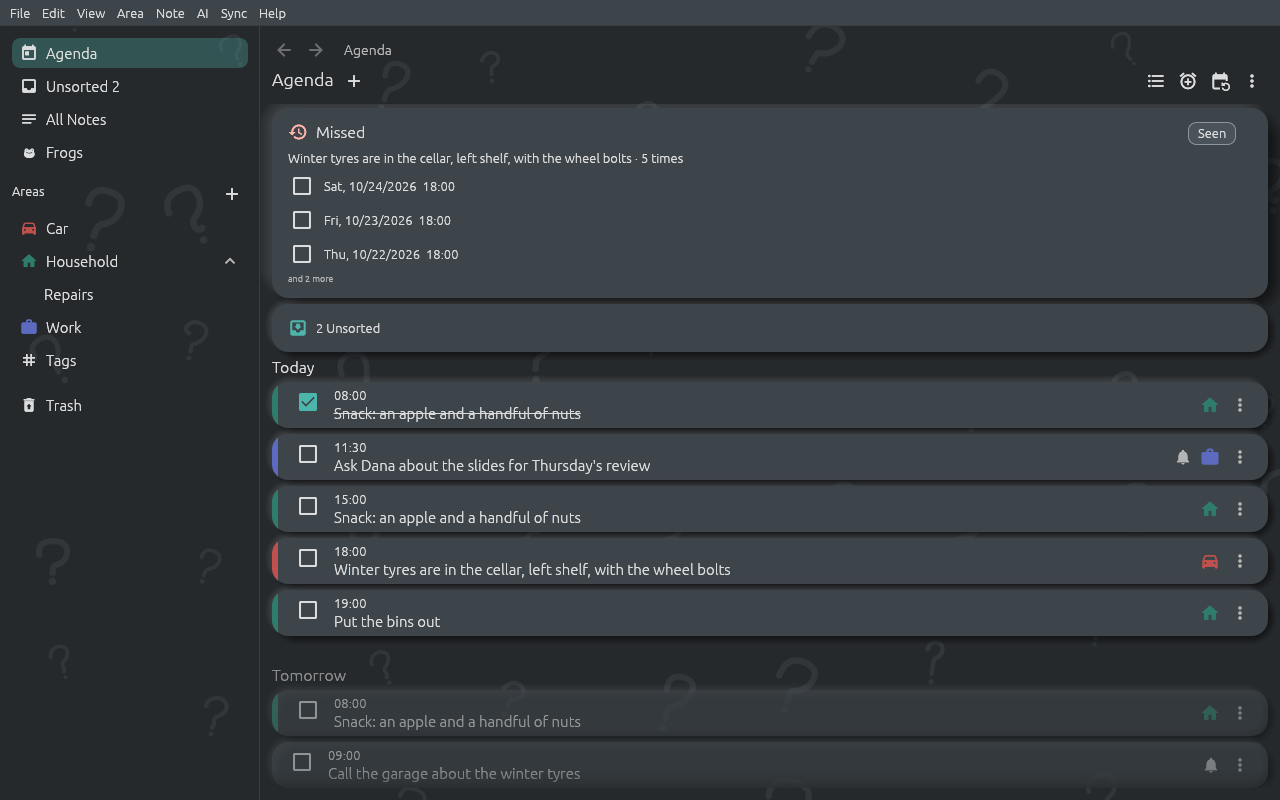 File Edit View Area Note AI Sync Help
Agenda
Unsorted 2
All Notes
Frogs
Areas
Car
Household
Repairs
Work
Tags
Trash
Agenda
Agenda
Missed
Seen
Winter tyres are in the cellar, left shelf, with the wheel bolts · 5 times
Sat, 10/24/2026 18:00
Fri, 10/23/2026 18:00
Thu, 10/22/2026 18:00
and 2 more
2 Unsorted
Today
08:00
Snack: an apple and a handful of nuts
11:30
Ask Dana about the slides for Thursday's review
15:00
Snack: an apple and a handful of nuts
18:00
Winter tyres are in the cellar, left shelf, with the wheel bolts
19:00
Put the bins out
Tomorrow
08:00
Snack: an apple and a handful of nuts
09:00
Call the garage about the winter tyres